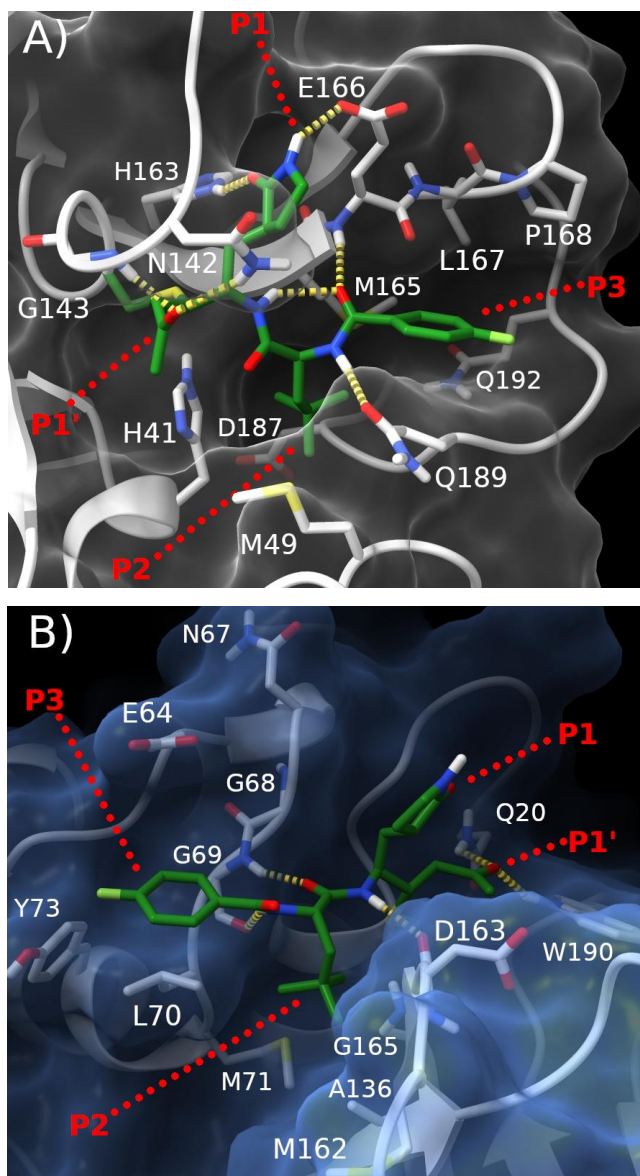 A)
P1
E166
H163
N142
L167
P168
G143
M165
P3
Q192
P1'
H41
D187
Q189
M49
P2
B)
N67
P3
E64
P1
G68
Q20
P1'
G69
Y73
D163
W190
L70
G165
M71
A136
P2
M162